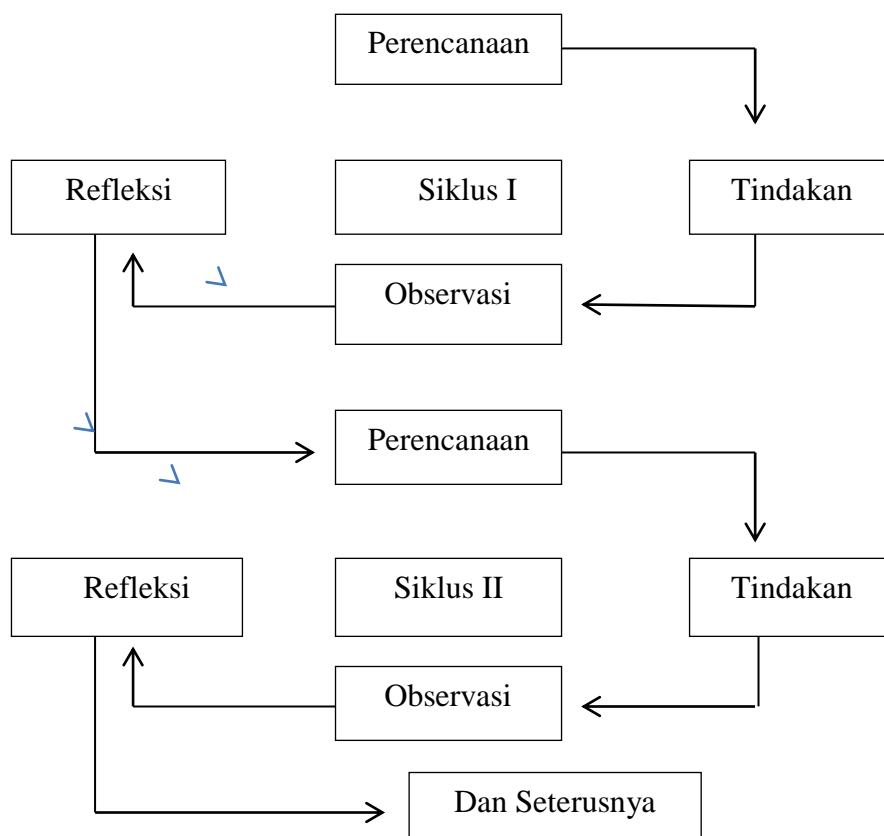 Perencanaan
Refleksi
Siklus I
Tindakan
Observasi
Perencanaan
Refleksi
Siklus II
Tindakan
Observasi
Dan Seterusnya